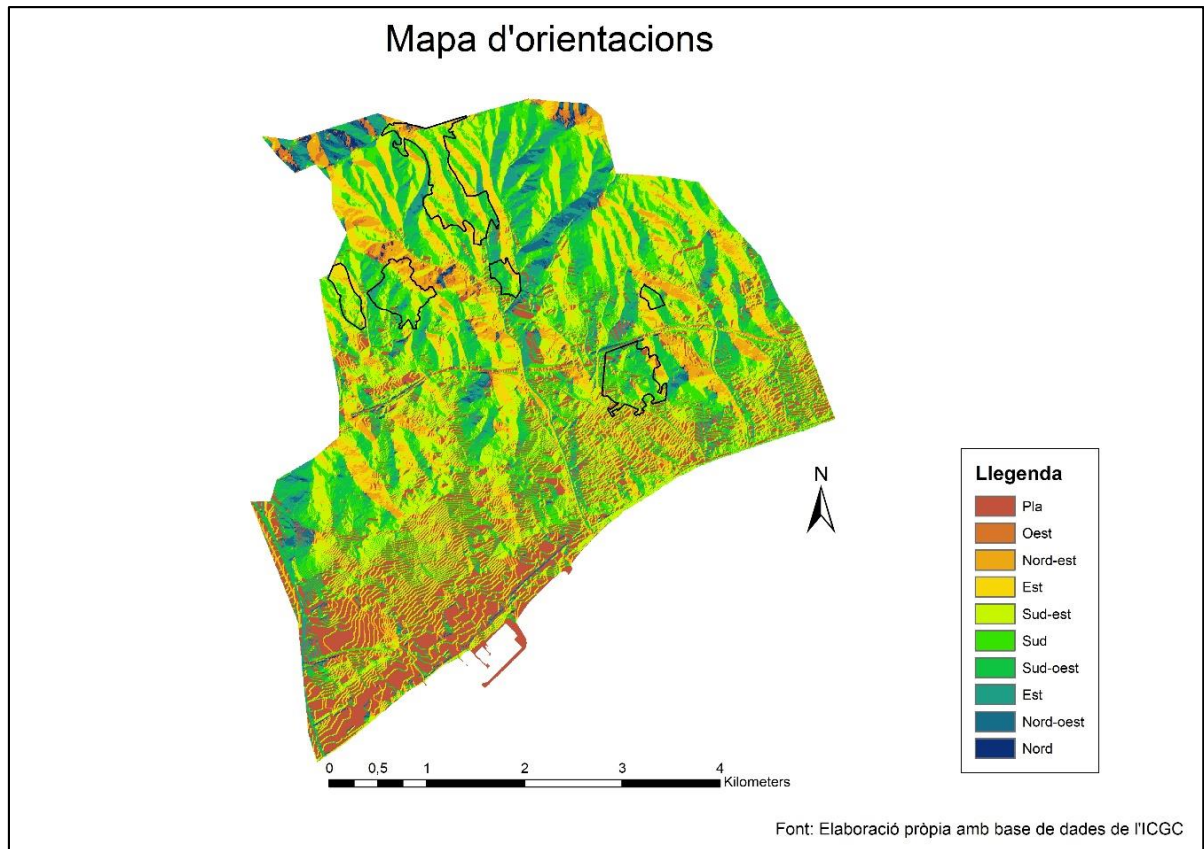 Mapa d'orientacions
N
Llegenda
Pla
Oest
Nord-est
Est
Sud-est
Sud
Sud-oest
Est
Nord-oest
Nord
0 0,5 1 2 3 4
Kilometers
Font: Elaboració pròpia amb base de dades de l'ICGC